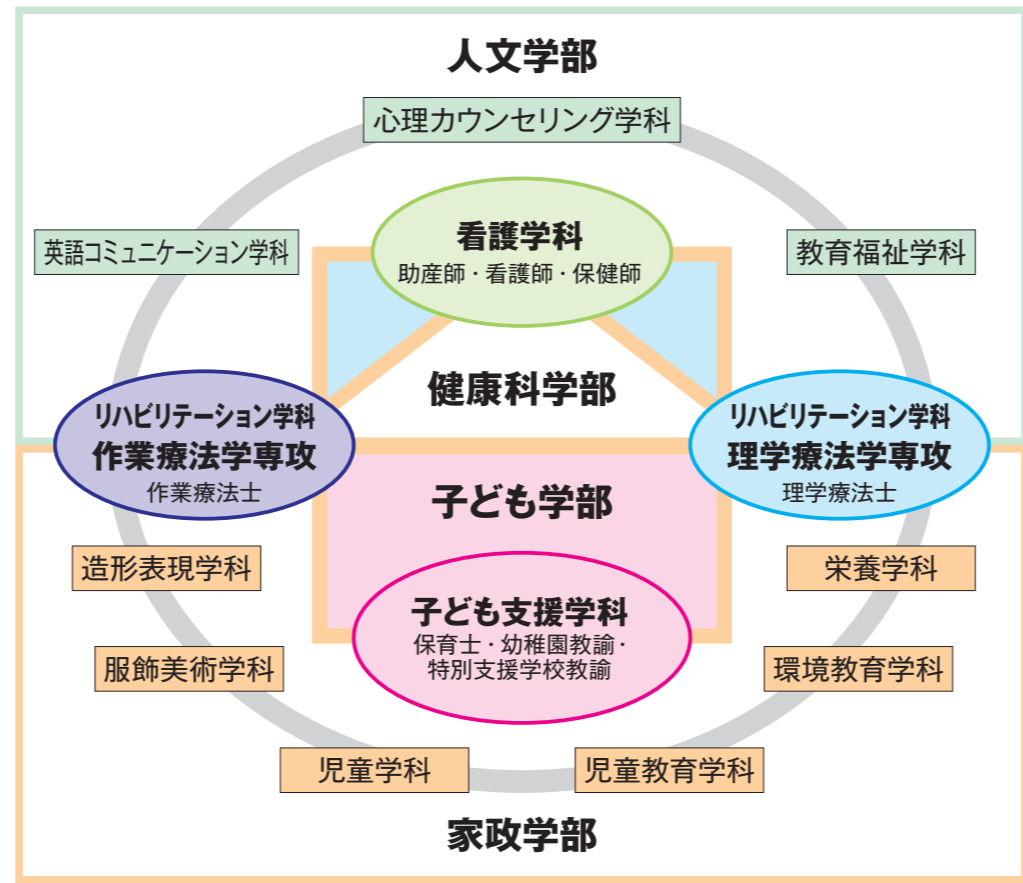 人文学部
心理カウンセリング学科
英語コミュニケーション学科
教育福祉学科
看護学科
助産師・看護師・保健師
健康科学部
リハビリテーション学科
作業療法学専攻
作業療法士
リハビリテーション学科
理学療法学専攻
理学療法士
子ども学部
子ども支援学科
保育士・幼稚園教諭・
特別支援学校教諭
造形表現学科
栄養学科
服飾美術学科
環境教育学科
児童学科
児童教育学科
家政学部